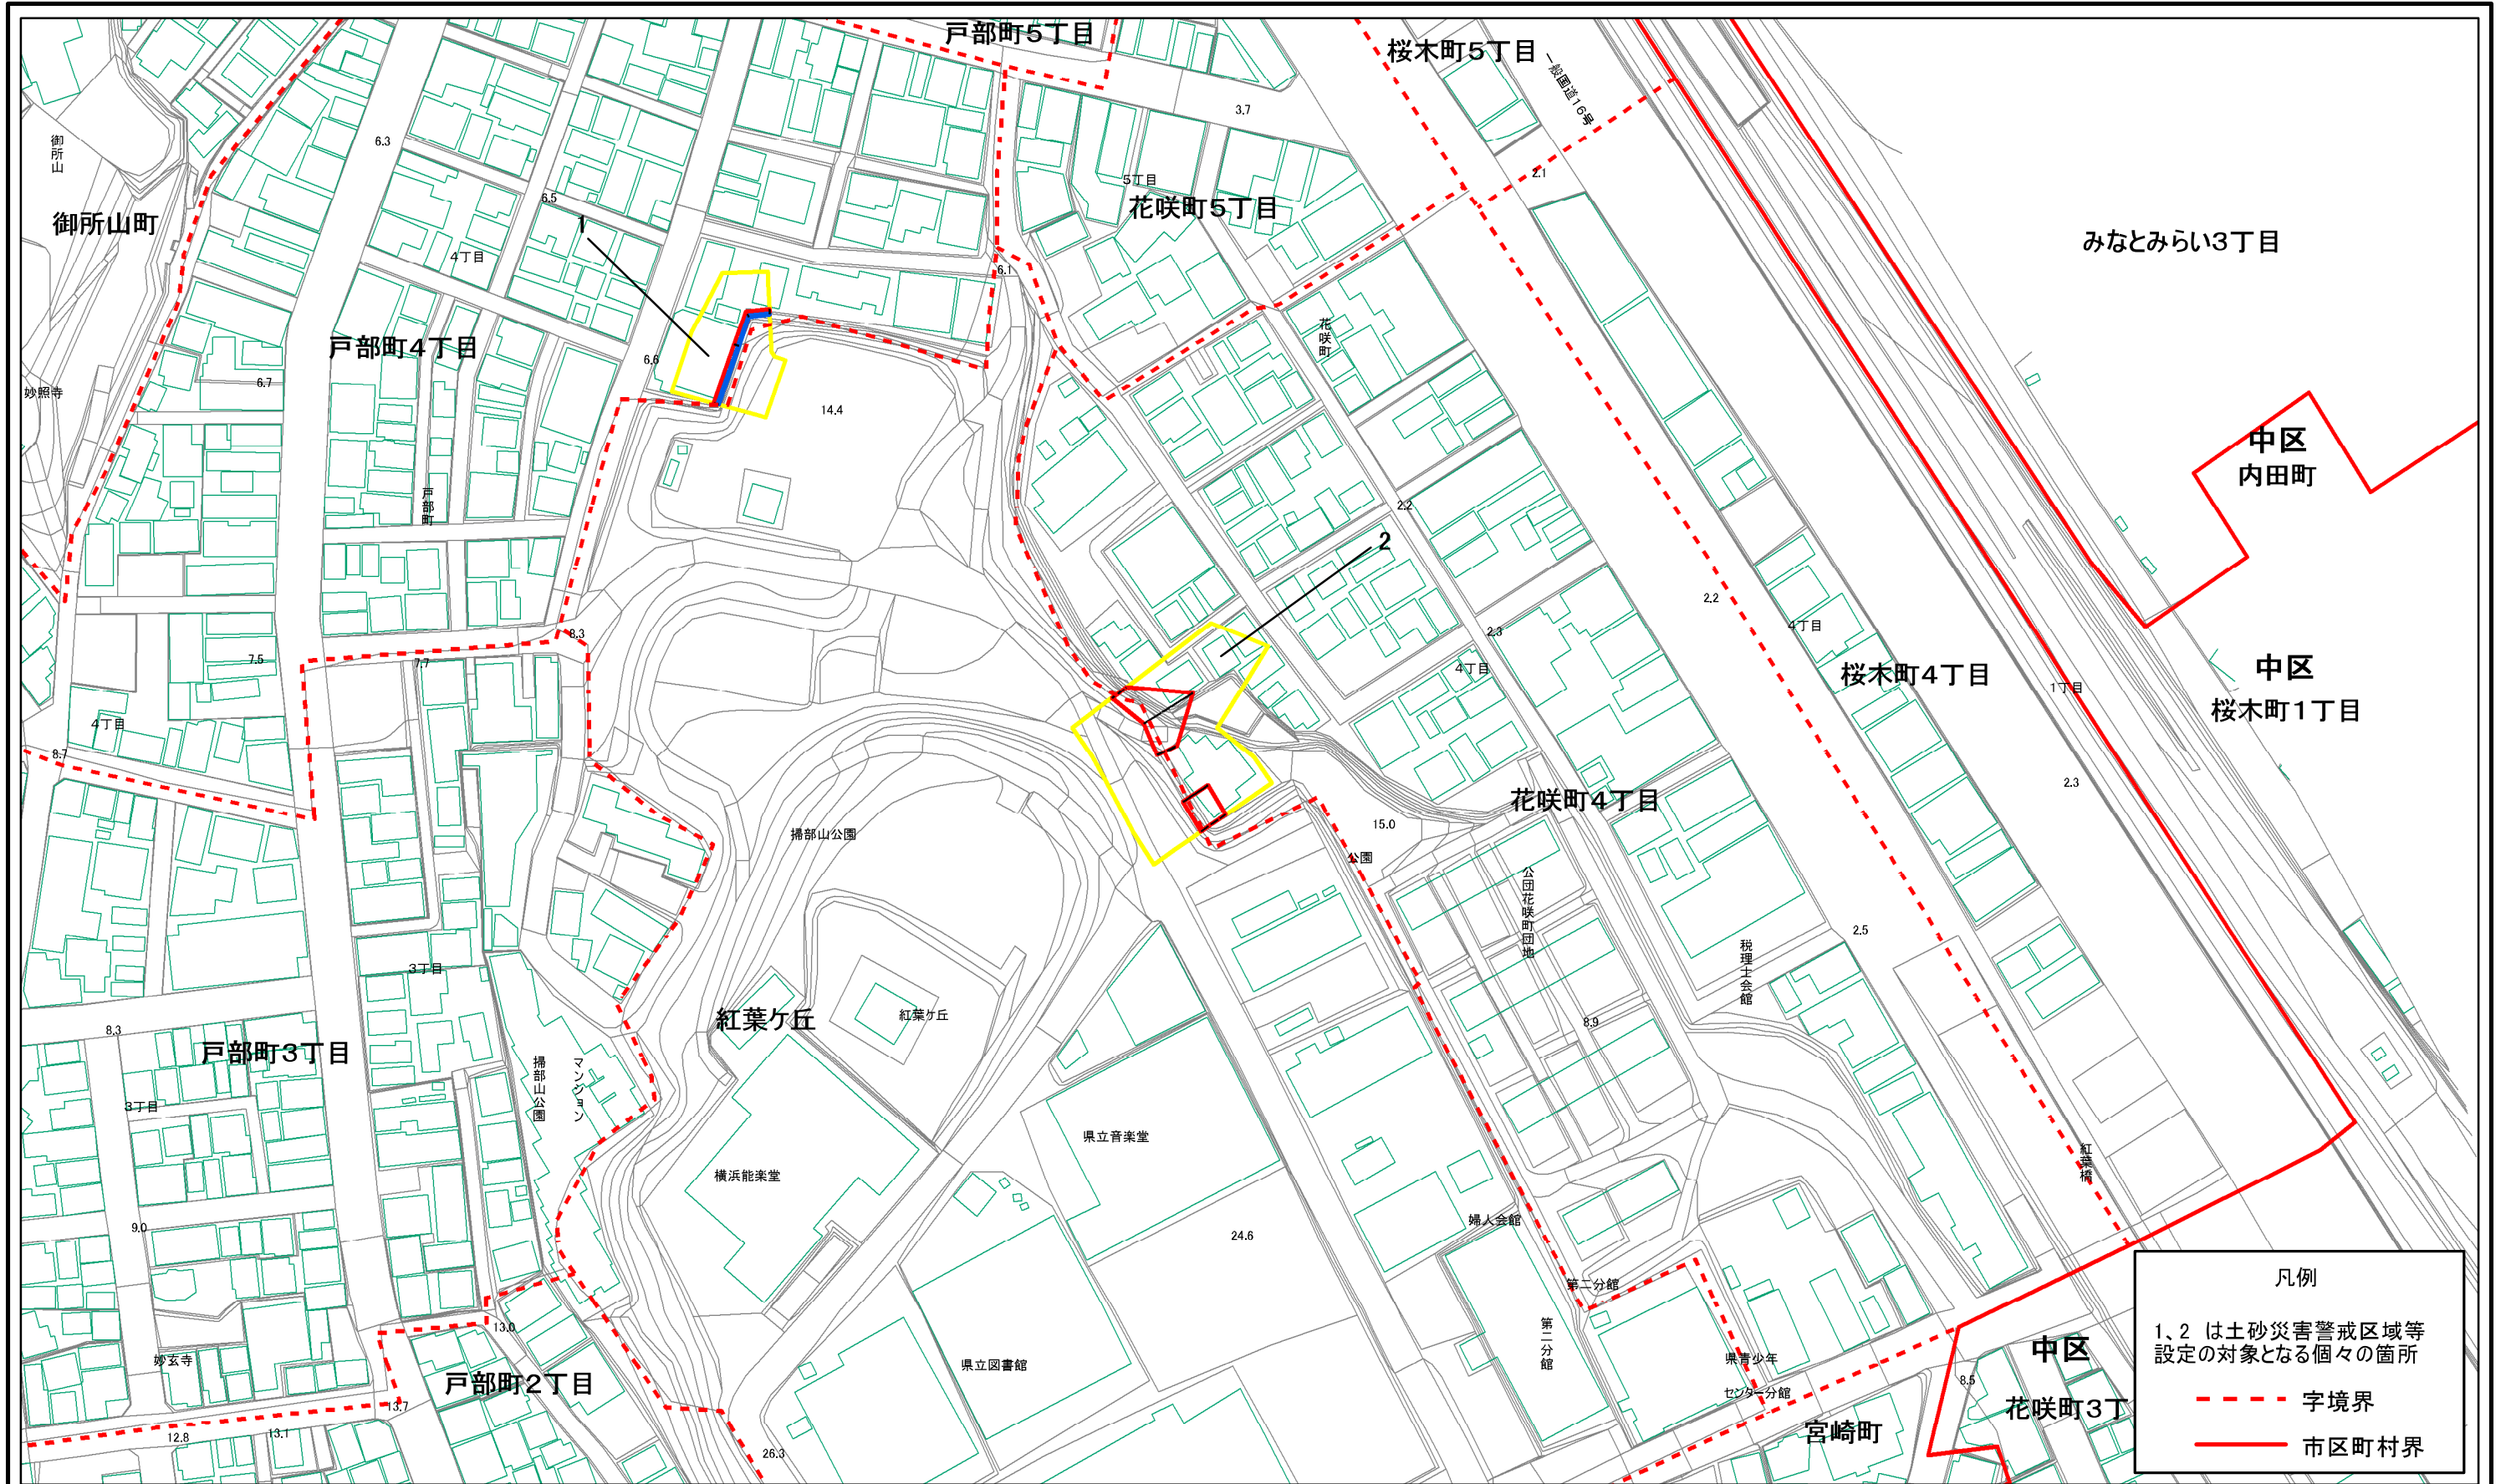 戸部町5丁目
桜木町5丁目
一般国道16号
3.7
御所山
6.3
2.1
5丁目
6.5
花咲町5丁目
御所山町
1
みなとみらい3丁目
4丁目
6.1
花咲町
戸部町4丁目
6.6
6.7
妙照寺
14.4
中区
内田町
戸部町
2.2
2
2.2
8.3
2.3
4丁目
7.5
7.7
4丁目
桜木町4丁目
中区
1丁目
桜木町1丁目
4丁目
8.7
2.3
花咲町4丁目
掃部山公園
15.0
公園
公団花咲町団地
2.5
税理士会館
3丁目
紅葉ケ丘
紅葉ケ丘
8.9
8.3
戸部町3丁目
掃部山公園
マンション
3丁目
県立音楽堂
横浜能楽堂
紅葉橋
9.0
婦人会館
24.6
第二分館
凡例
1、2 は土砂災害警戒区域等
設定の対象となる個々の箇所
字境界
市区町村界
13.0
第二分館
中区
妙玄寺
県立図書館
県青少年
センター分館
戸部町2丁目
8.5
花咲町3丁
13.7
宮崎町
12.8
13.1
26.3